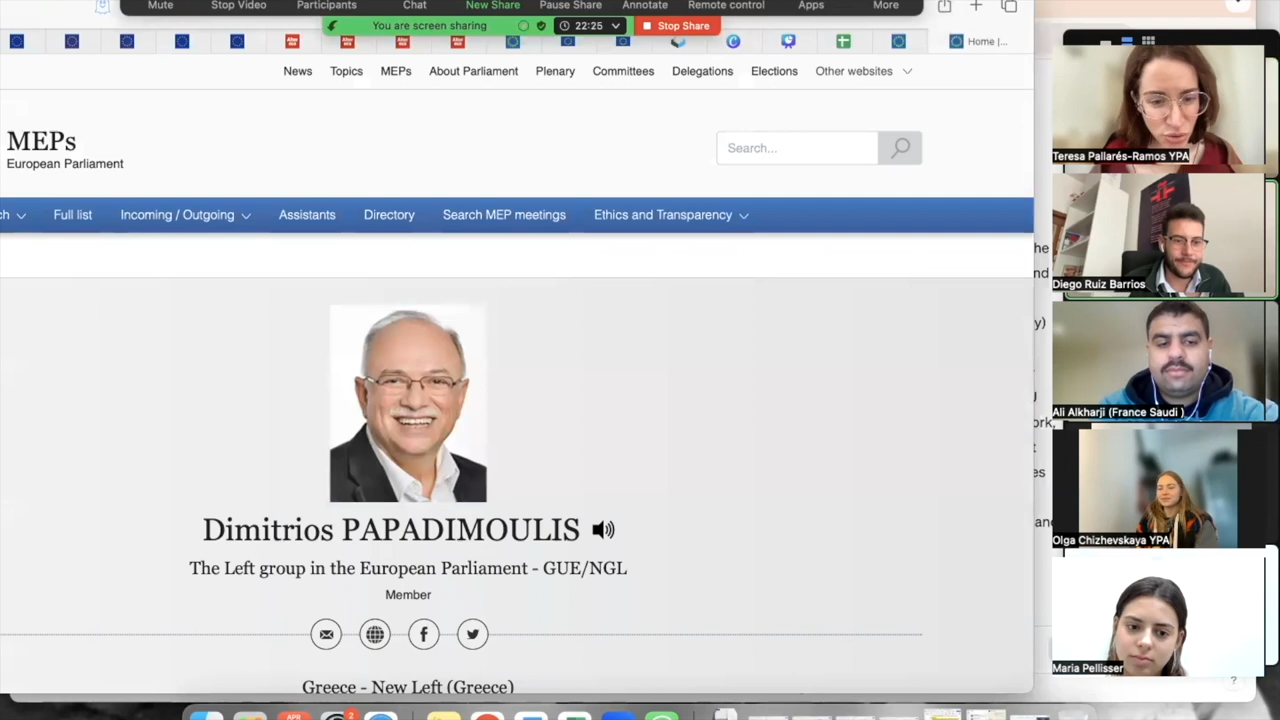 Mute Stop Video Participants Chat New Share Pause Share Annotate Remote control Apps More
You are screen sharing 22:25 Stop Share
Home |...
News Topics MEPs About Parliament Plenary Committees Delegations Elections Other websites
MEPs
European Parliament
Search...
Full list Incoming / Outgoing Assistants Directory Search MEP meetings Ethics and Transparency
Dimitrios PAPADIMOULIS
The Left group in the European Parliament - GUE/NGL
Member
Greece - New Left (Greece)
Teresa Pallarés-Ramos YPA
Diego Ruiz Barrios
Ali Alkharji (France Saudi )
Olga Chizhevskaya YPA
Maria Pellisser
APR
2
?